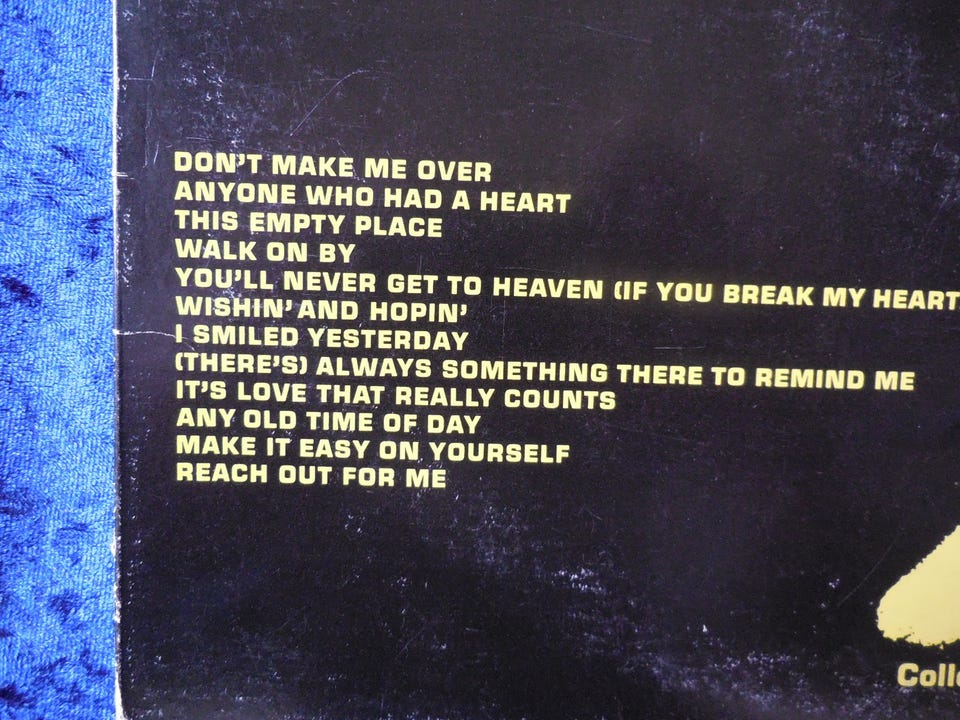 DON'T MAKE ME OVER
ANYONE WHO HAD A HEART
THIS EMPTY PLACE
WALK ON BY
YOU'LL NEVER GET TO HEAVEN (IF YOU BREAK MY HEART
WISHIN' AND HOPIN'
I SMILED YESTERDAY
(THERE'S) ALWAYS SOMETHING THERE TO REMIND ME
IT'S LOVE THAT REALLY COUNTS
ANY OLD TIME OF DAY
MAKE IT EASY ON YOURSELF
REACH OUT FOR ME